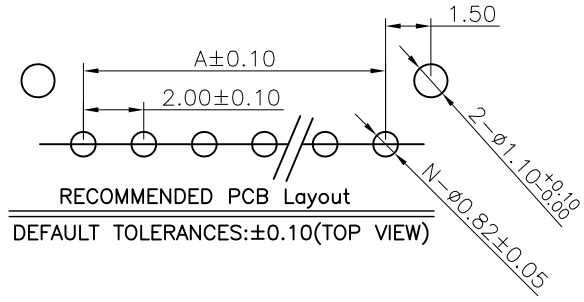 1.50
A±0.10
2.00±0.10
2-ø1.10+0.10-0.00
N-ø0.82±0.05
RECOMMENDED PCB Layout
DEFAULT TOLERANCES:±0.10(TOP VIEW)